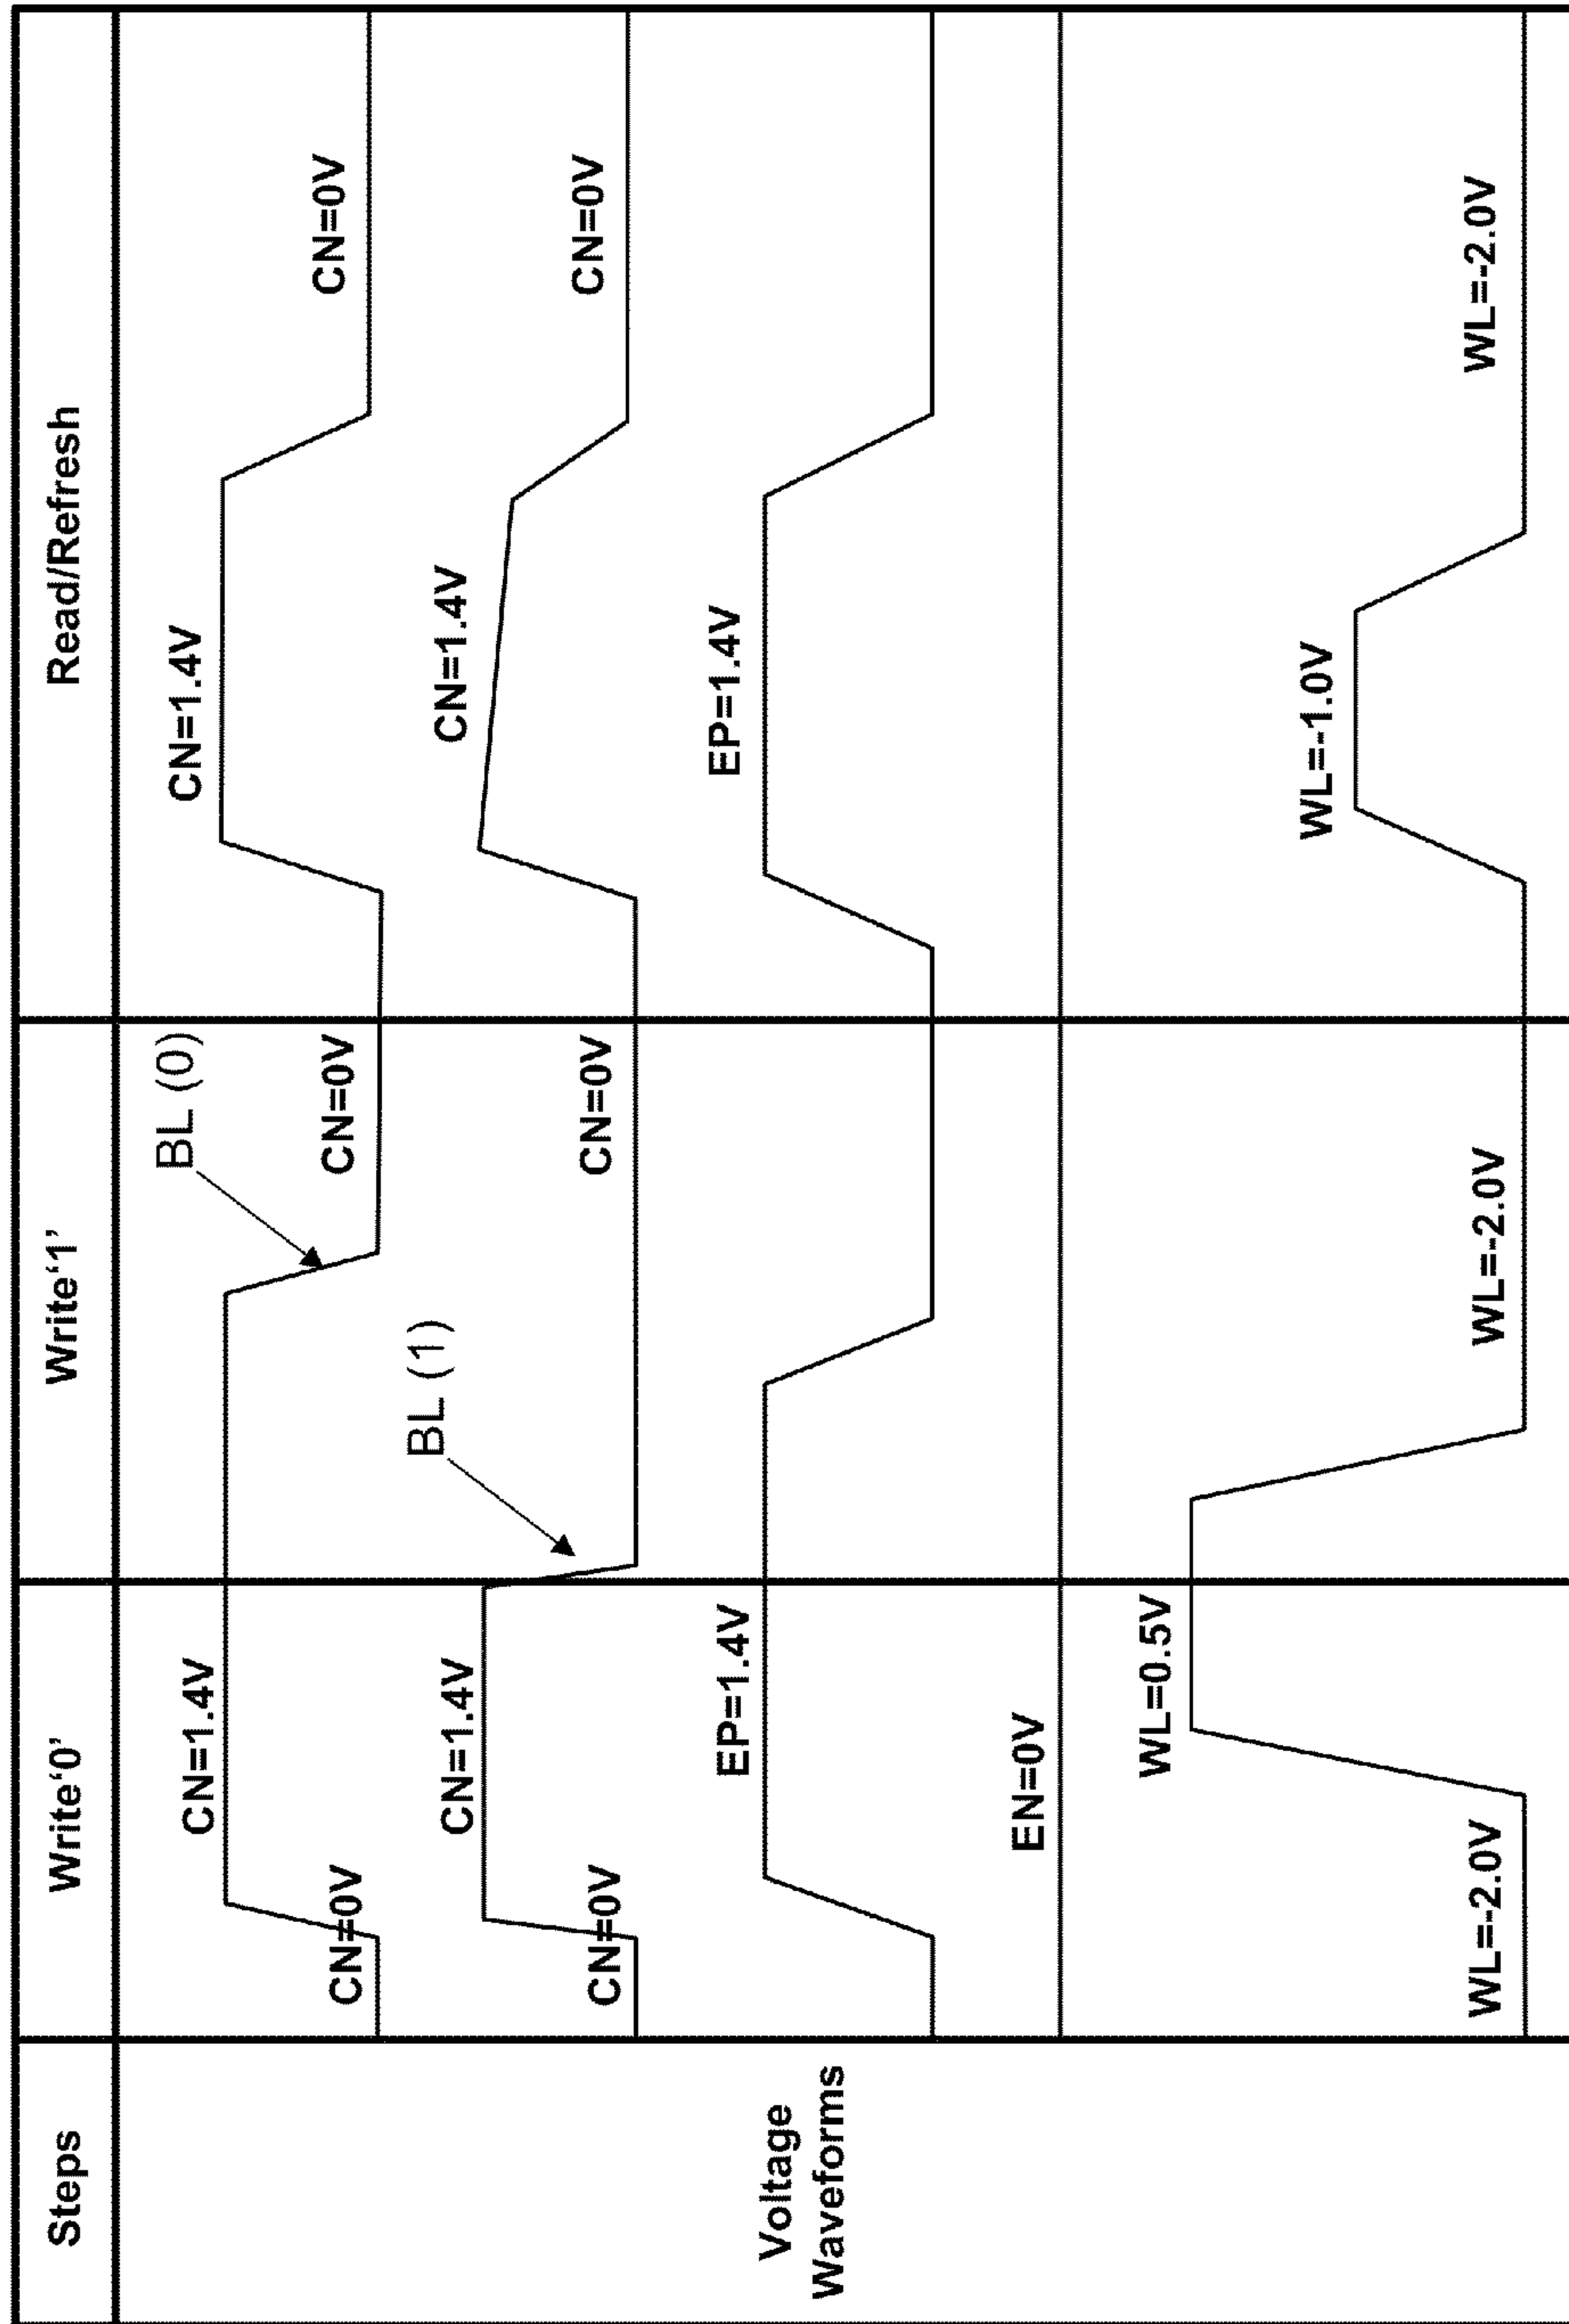 Steps
Write‘0’
Write‘1’
Read/Refresh
Voltage
Waveforms
CN=0V
CN=1.4V
BL (0)
CN=0V
CN=1.4V
CN=0V
CN=0V
CN=1.4V
BL (1)
CN=0V
CN=1.4V
CN=0V
EP=1.4V
EP=1.4V
EN=0V
WL=-2.0V
WL=0.5V
WL=-2.0V
WL=-1.0V
WL=-2.0V